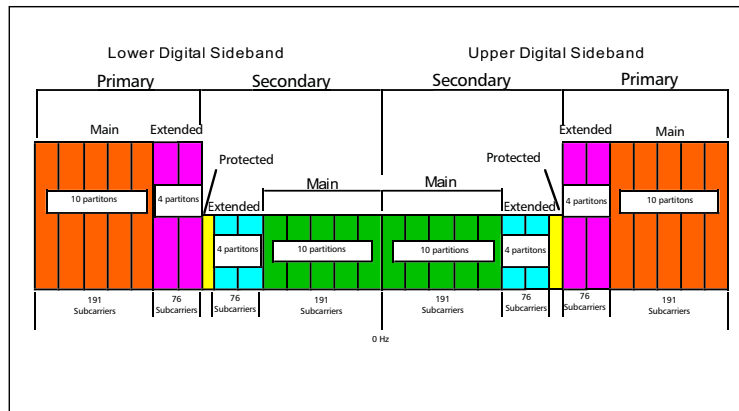 Lower Digital Sideband
Upper Digital Sideband
Primary
Secondary
Secondary
Primary
Main
Extended
Protected
Protected
Extended
Main
Extended
Main
Main
Extended
10 partitons
4 partitons
4 partitons
10 partitons
10 partitons
4 partitons
4 partitons
10 partitons
191
Subcarriers
76
Subcarriers
76
Subcarriers
191
Subcarriers
191
Subcarriers
76
Subcarriers
76
Subcarriers
191
Subcarriers
0 Hz